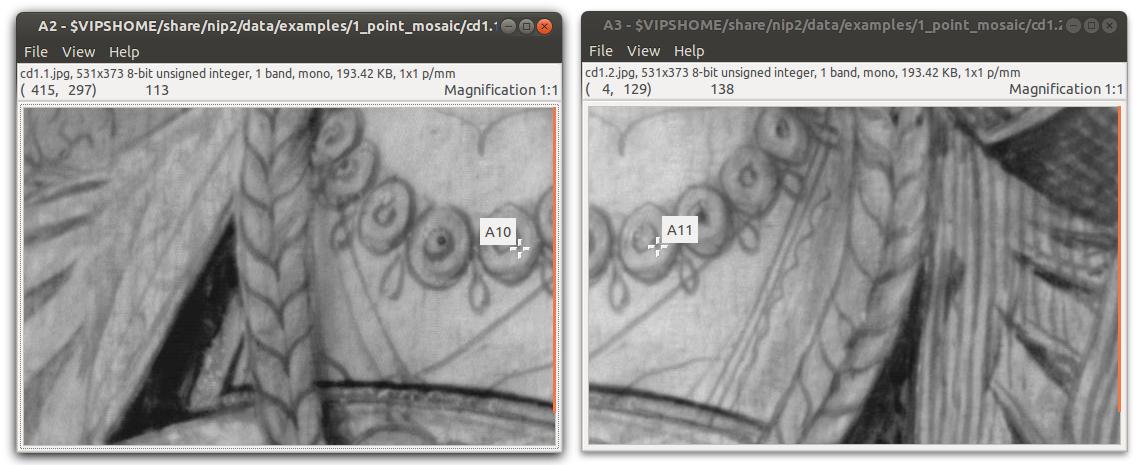 A2 - $VIPSHOME/share/nip2/data/examples/1_point_mosaic/cd1.1
File View Help
cd1.1.jpg, 531x373 8-bit unsigned integer, 1 band, mono, 193.42 KB, 1x1 p/mm
( 415, 297) 113 Magnification 1:1
A10
A3 - $VIPSHOME/share/nip2/data/examples/1_point_mosaic/cd1.2
File View Help
cd1.2.jpg, 531x373 8-bit unsigned integer, 1 band, mono, 193.42 KB, 1x1 p/mm
( 4, 129) 138 Magnification 1:1
A11